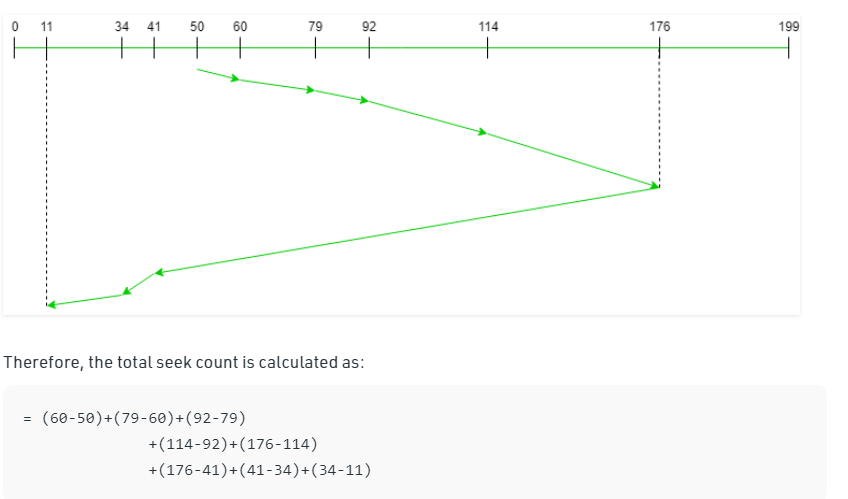 0 11 34 41 50 60 79 92 114 176 199
Therefore, the total seek count is calculated as:
= (60-50)+(79-60)+(92-79)
+(114-92)+(176-114)
+(176-41)+(41-34)+(34-11)